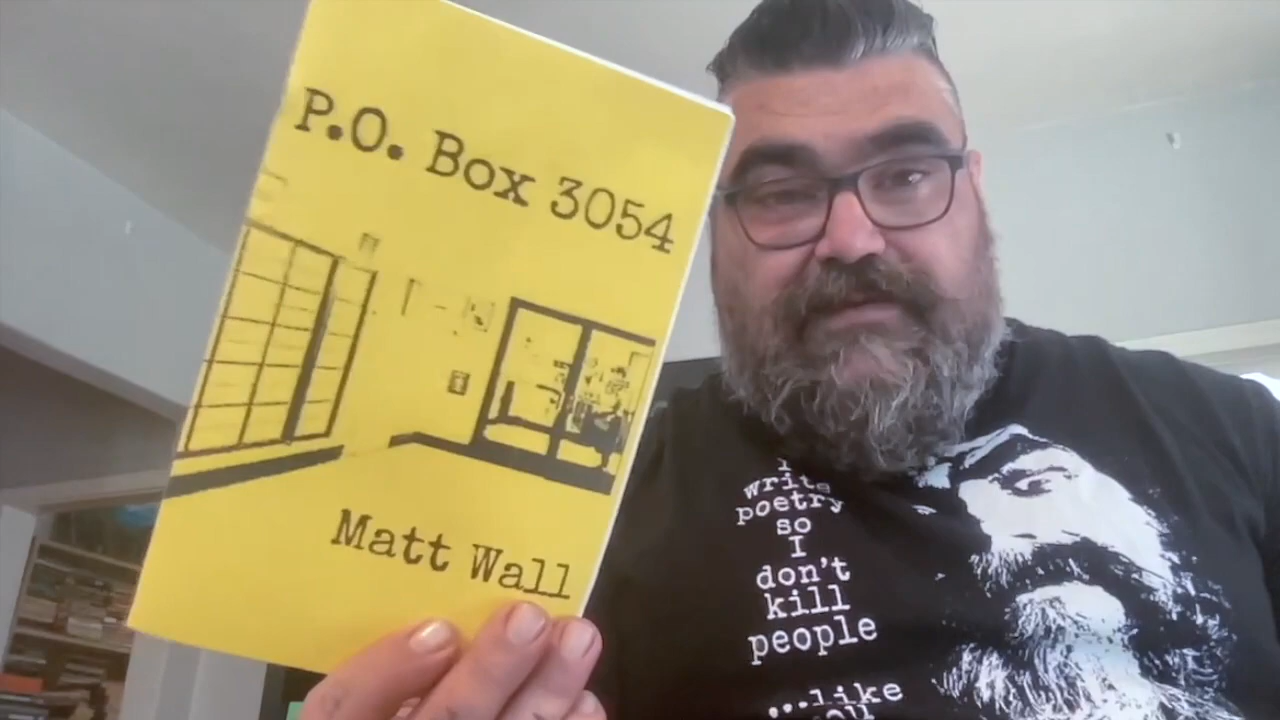 P.O. Box 3054
Matt Wall
I
write
poetry
so
I
don't
kill
people
...like